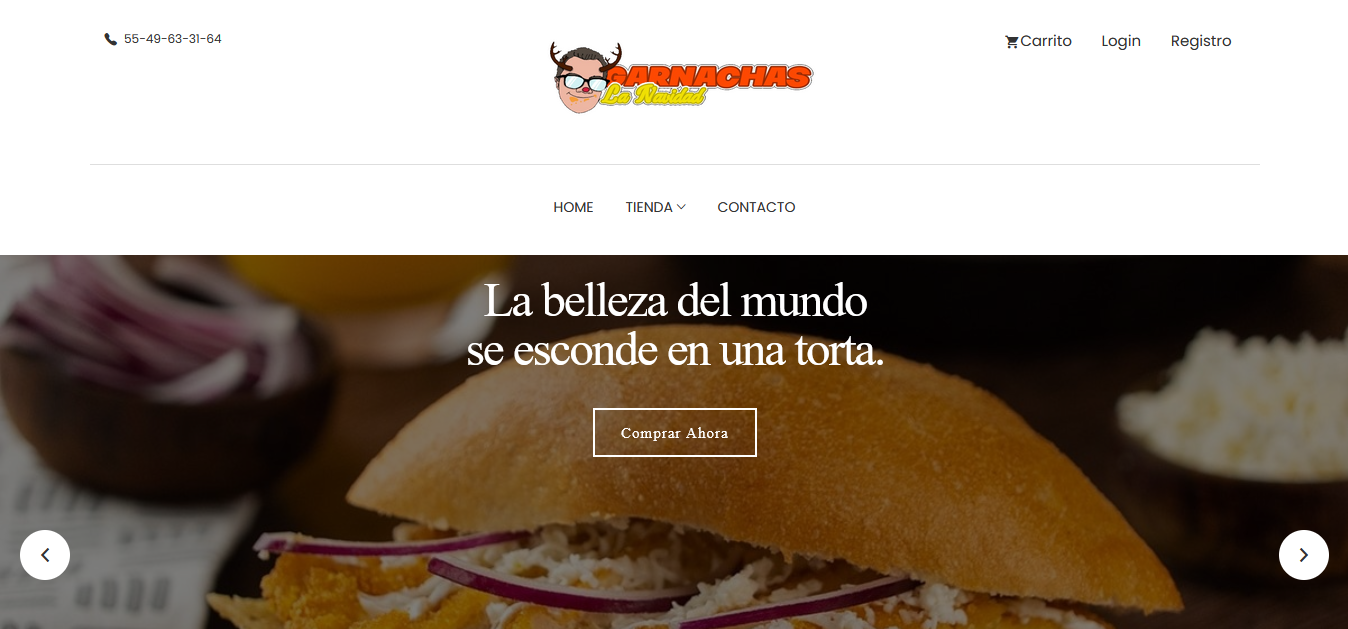 55-49-63-31-64
GARNACHAS
La Navidad
Carrito
Login
Registro
HOME
TIENDA
CONTACTO
La belleza del mundo
se esconde en una torta.
Comprar Ahora